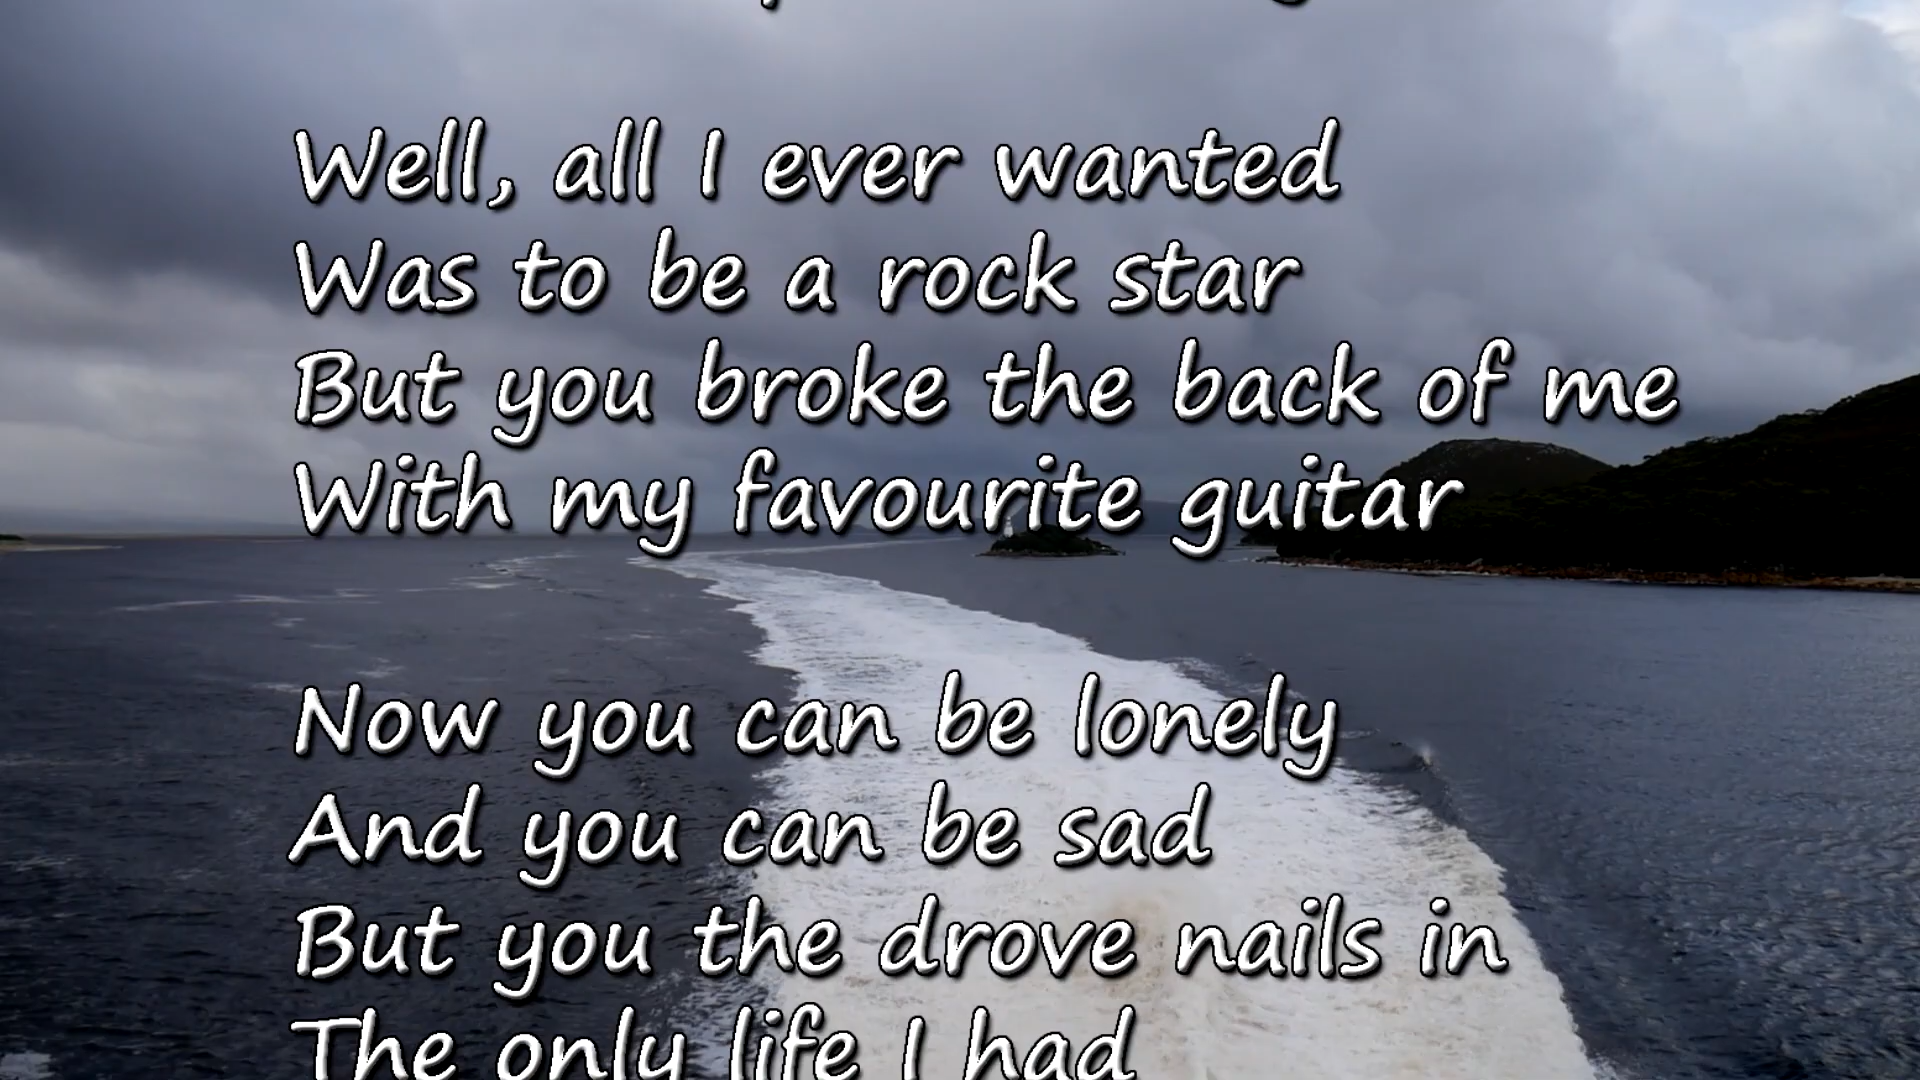 Well, all I ever wanted
Was to be a rock star
But you broke the back of me
With my favourite guitar
Now you can be lonely
And you can be sad
But you the drove nails in
The only life I had